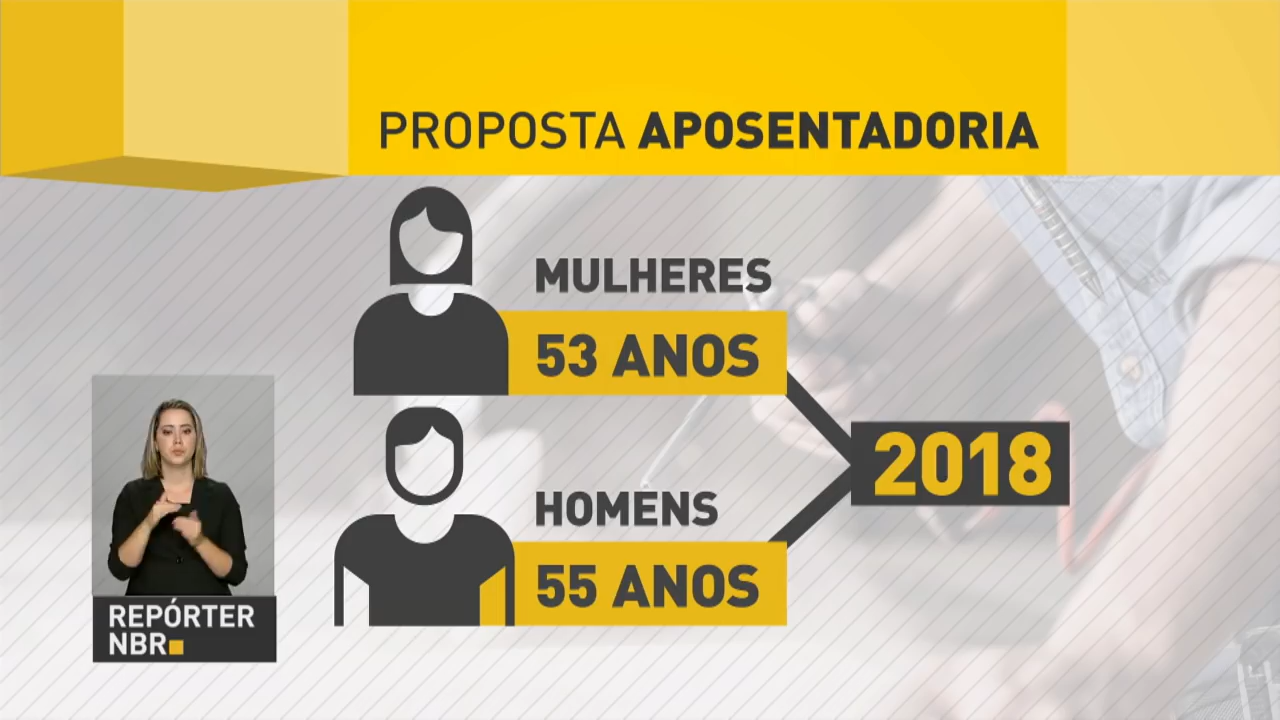 PROPOSTA APOSENTADORIA
MULHERES
53 ANOS
2018
HOMENS
55 ANOS
REPÓRTER
NBR